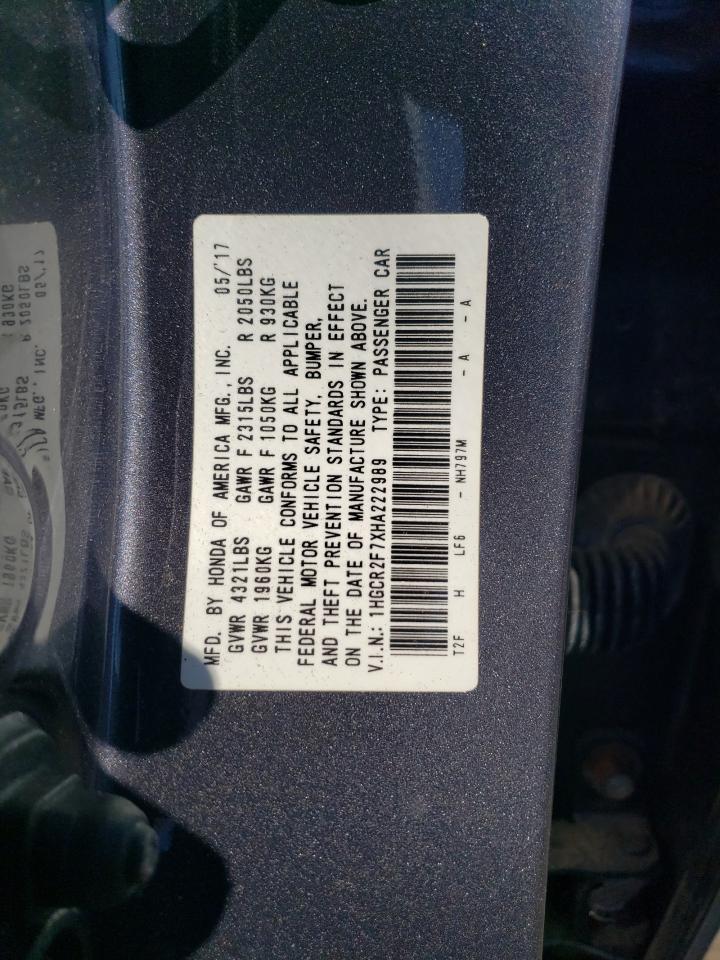 MFD. BY HONDA OF AMERICA MFG., INC. 05/'17
GVWR 4321LBS GAWR F 2315LBS R 2050LBS
GVWR 1960KG GAWR F 1050KG R 930KG
THIS VEHICLE CONFORMS TO ALL APPLICABLE
FEDERAL MOTOR VEHICLE SAFETY, BUMPER,
AND THEFT PREVENTION STANDARDS IN EFFECT
ON THE DATE OF MANUFACTURE SHOWN ABOVE.
V.I.N.: 1HGCR2F7XHA222989 TYPE: PASSENGER CAR
T2F H LF6 - NH797M -A -A